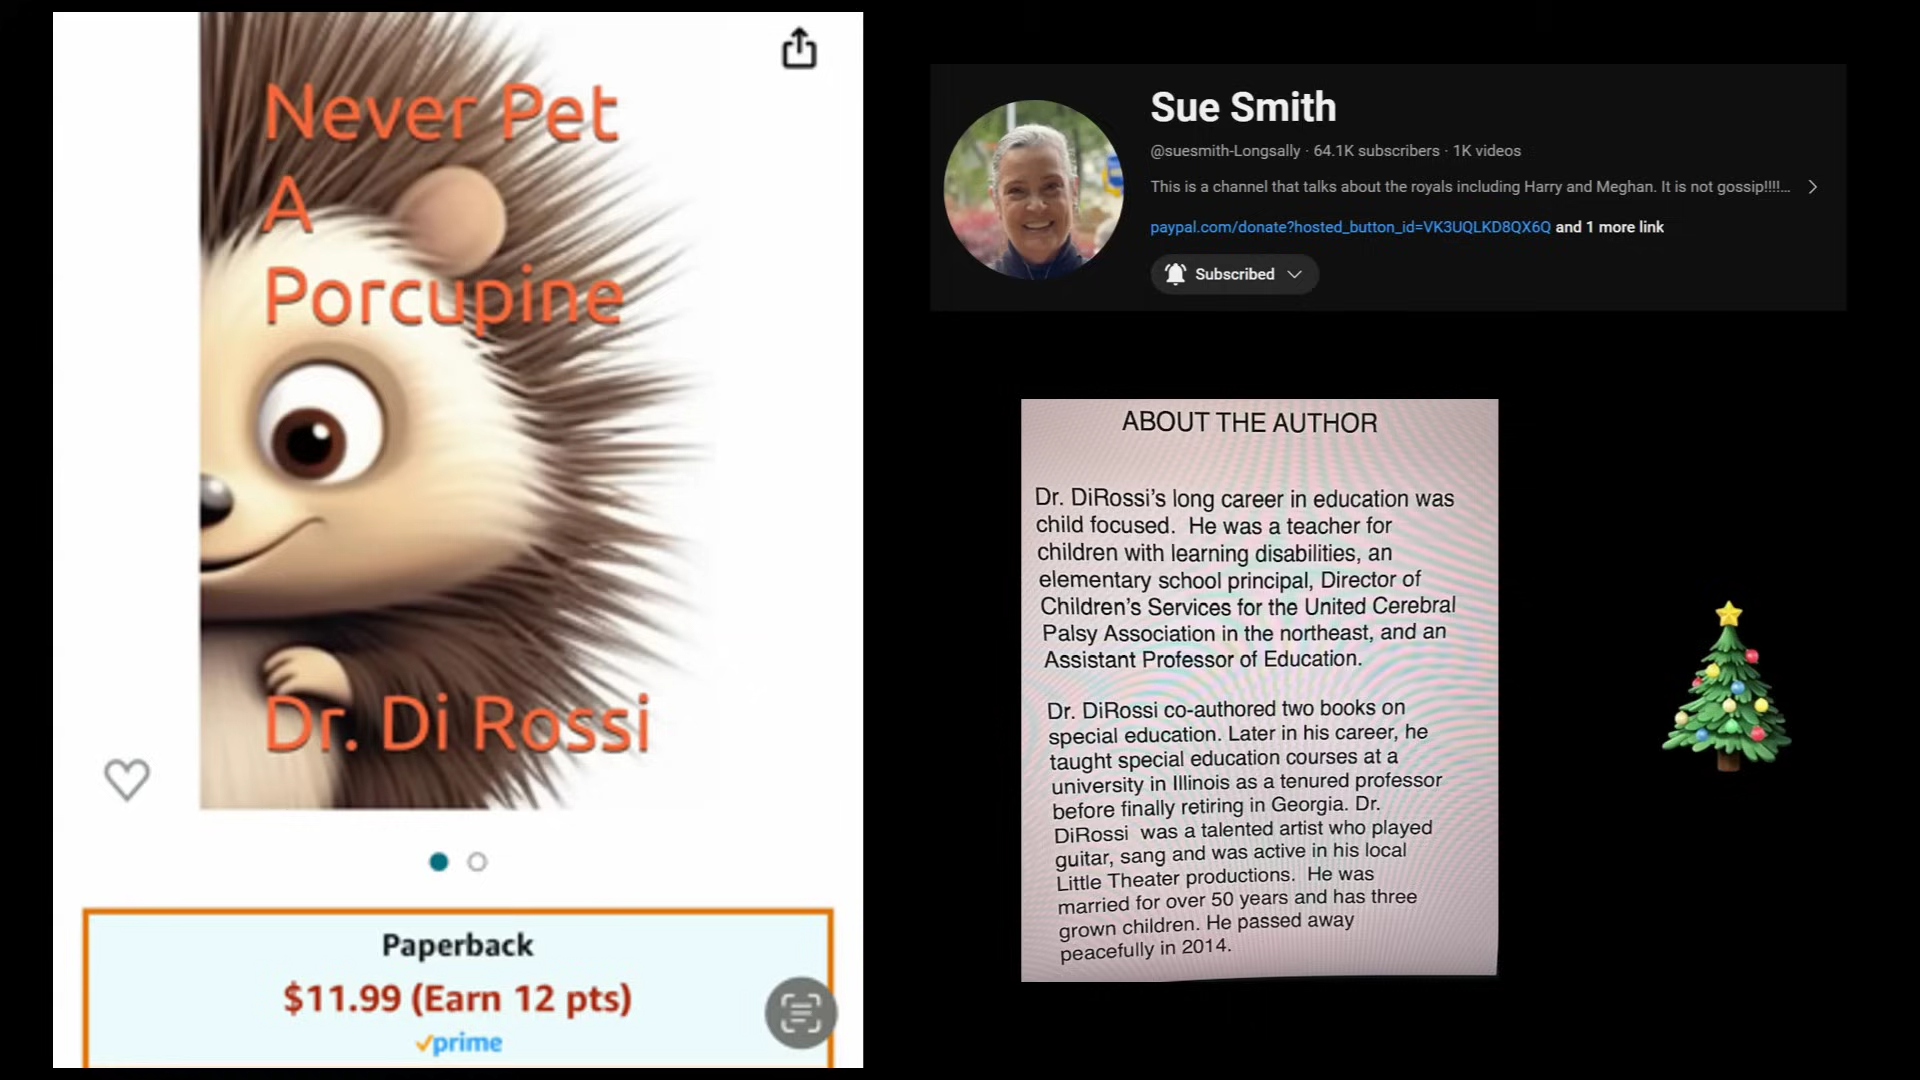 Never Pet
A
Porcupine
Dr. Di Rossi
Paperback
$11.99 (Earn 12 pts)
prime
Sue Smith
@suesmith-Longsally · 64.1K subscribers · 1K videos
This is a channel that talks about the royals including Harry and Meghan. It is not gossip!!!!...
paypal.com/donate?hosted_button_id=VK3UQLKD8QX6Q and 1 more link
Subscribed
ABOUT THE AUTHOR
Dr. DiRossi's long career in education was
child focused. He was a teacher for
children with learning disabilities, an
elementary school principal, Director of
Children's Services for the United Cerebral
Palsy Association in the northeast, and an
Assistant Professor of Education.
Dr. DiRossi co-authored two books on
special education. Later in his career, he
taught special education courses at a
university in Illinois as a tenured professor
before finally retiring in Georgia. Dr.
DiRossi was a talented artist who played
guitar, sang and was active in his local
Little Theater productions. He was
married for over 50 years and has three
grown children. He passed away
peacefully in 2014.